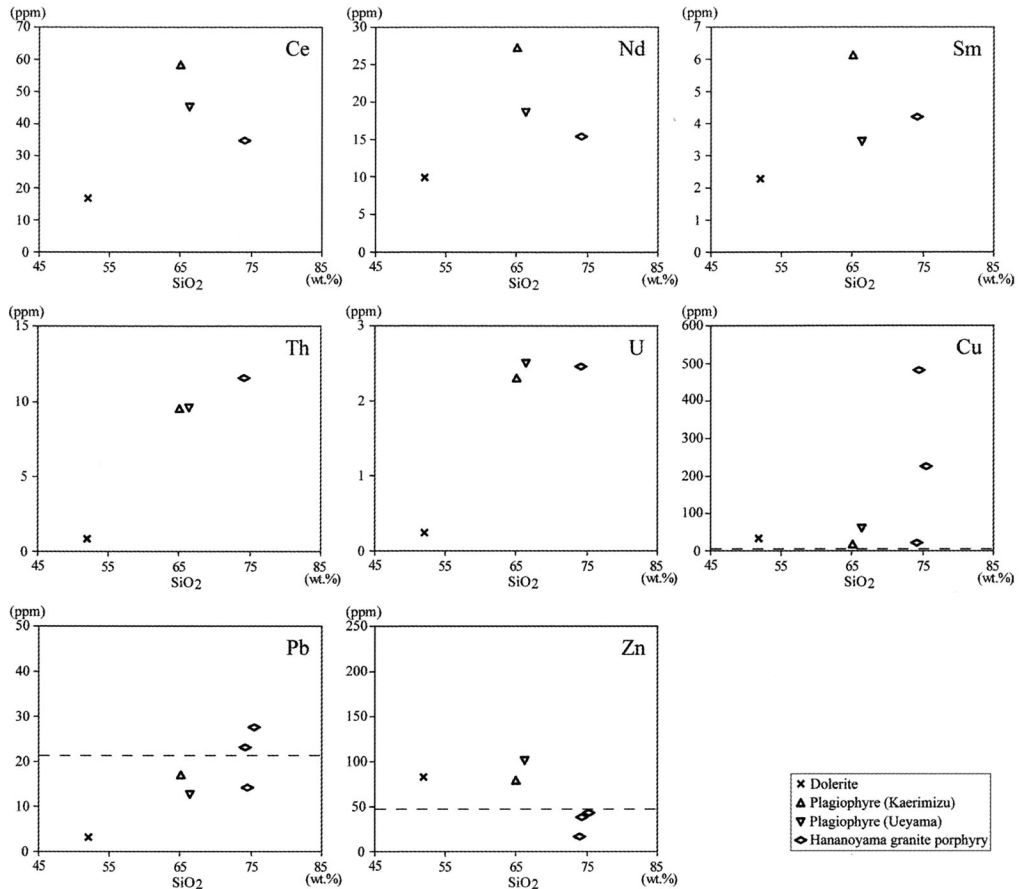 (ppm)
Ce
70
60
50
40
30
20
10
0
45
55
65
75
85
SiO2
(wt.%)
(ppm)
Nd
30
25
20
15
10
5
0
45
55
65
75
85
SiO2
(wt.%)
(ppm)
Sm
7
6
5
4
3
2
1
0
45
55
65
75
85
SiO2
(wt.%)
(ppm)
Th
15
10
5
0
45
55
65
75
85
SiO2
(wt.%)
(ppm)
U
3
2
1
0
45
55
65
75
85
SiO2
(wt.%)
(ppm)
Cu
600
500
400
300
200
100
0
45
55
65
75
85
SiO2
(wt.%)
(ppm)
Pb
50
40
30
20
10
0
45
55
65
75
85
SiO2
(wt.%)
(ppm)
Zn
250
200
150
100
50
0
45
55
65
75
85
SiO2
(wt.%)
Dolerite
Plagiophyre (Kaerimizu)
Plagiophyre (Ueyama)
Hananoyama granite porphyry